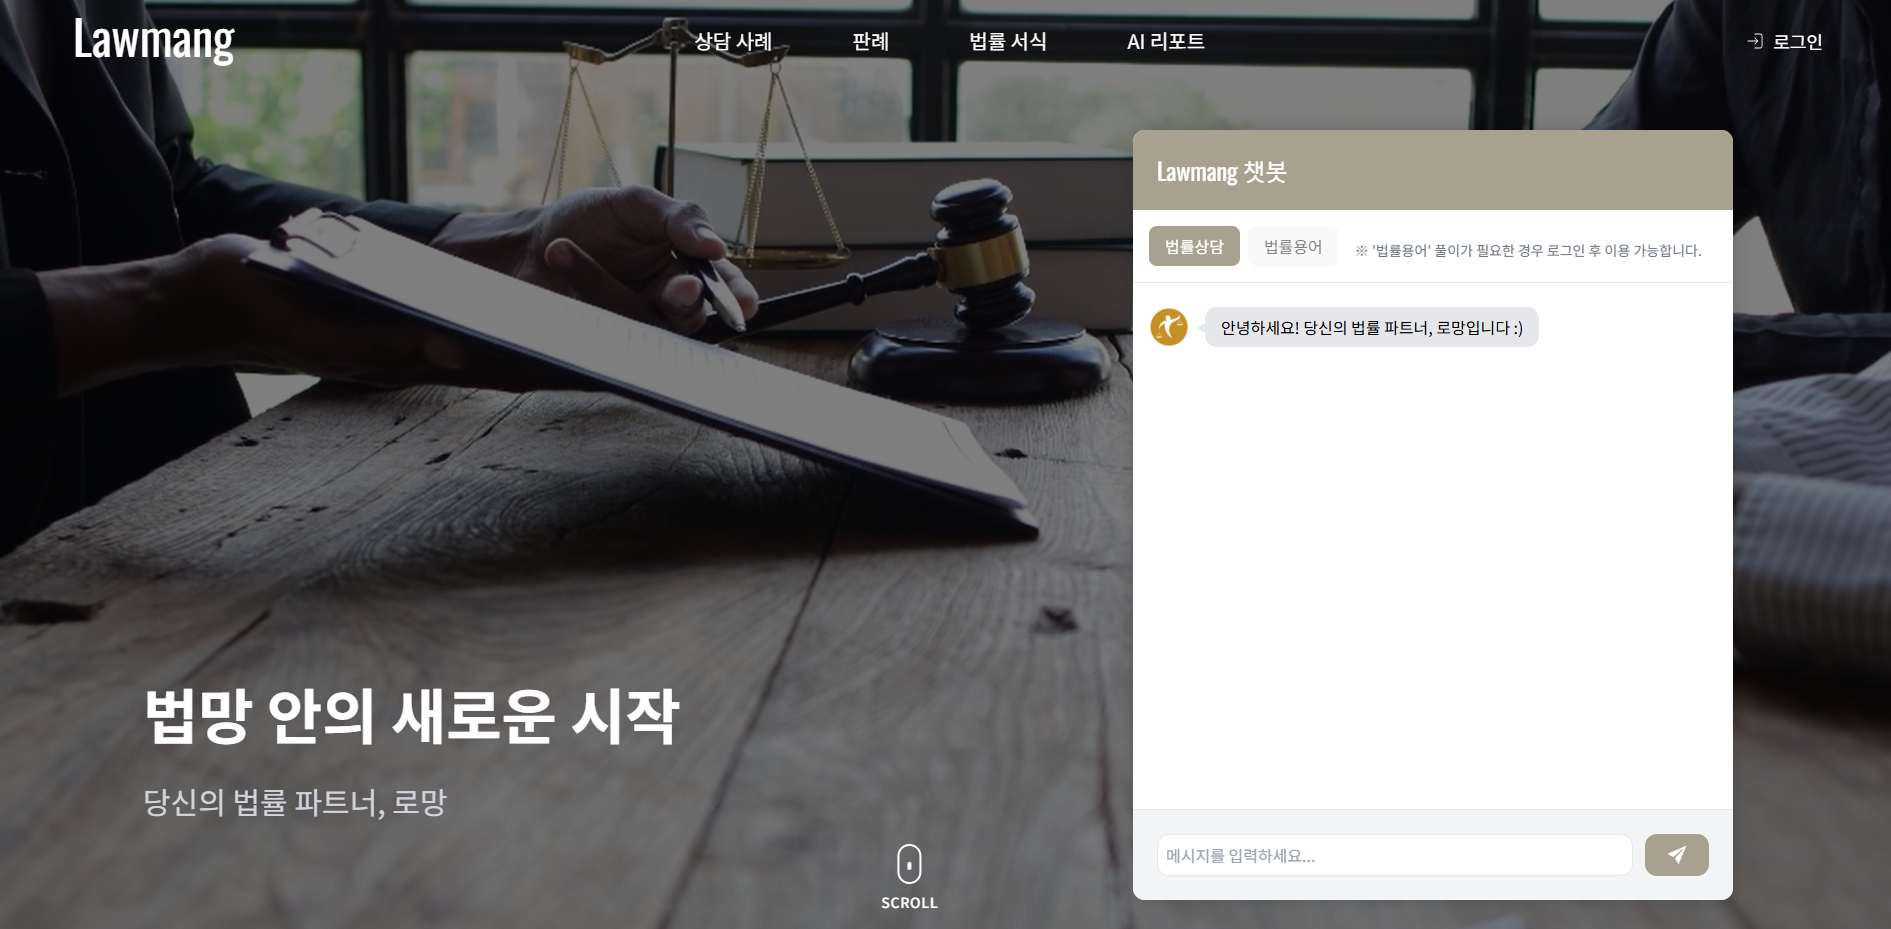 Lawmang
상담 사례
판례
법률 서식
AI 리포트
로그인
Lawmang 챗봇
법률상담
법률용어
※ '법률용어' 풀이가 필요한 경우 로그인 후 이용 가능합니다.
안녕하세요! 당신의 법률 파트너, 로망입니다 :)
법망 안의 새로운 시작
당신의 법률 파트너, 로망
메시지를 입력하세요...
SCROLL